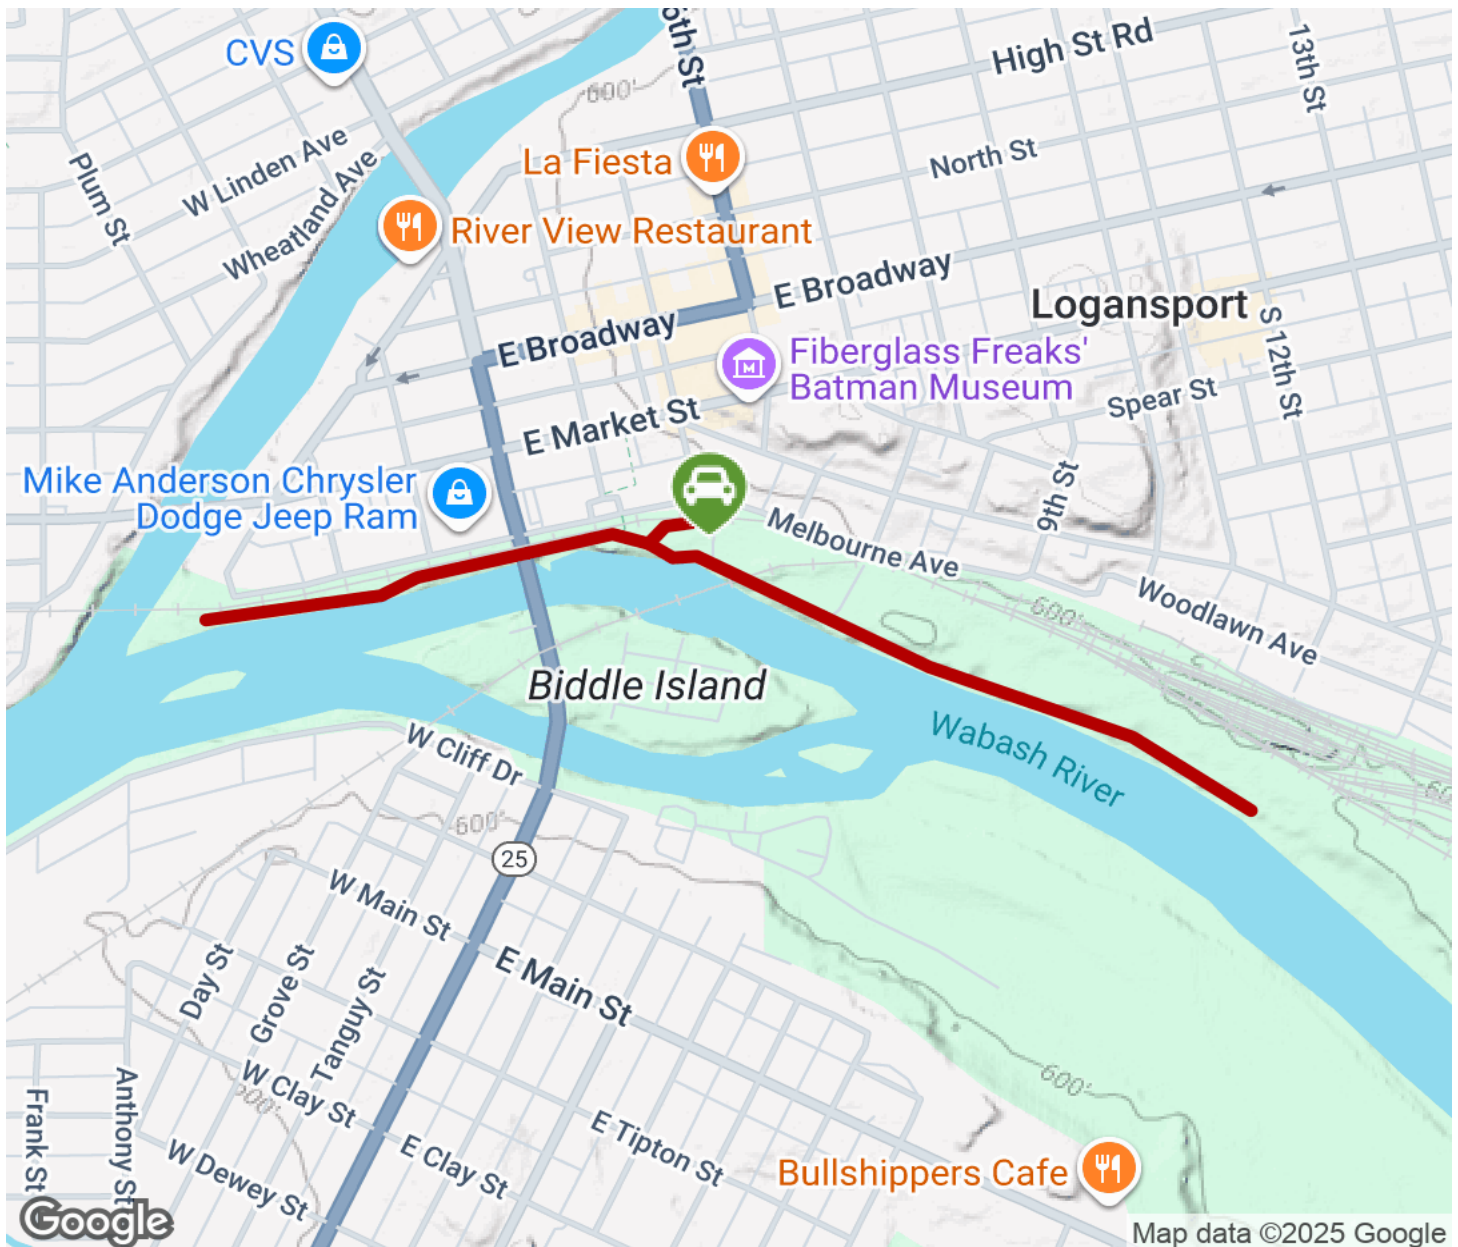 6th St
High St Rd
13th St
CVS
600'
W Linden Ave
Plum St
Wheatland Ave
La Fiesta
North St
River View Restaurant
E Broadway
Logansport
E Broadway
S 12th St
Fiberglass Freaks'
Batman Museum
Spear St
E Market St
Mike Anderson Chrysler
Dodge Jeep Ram
9th St
Melbourne Ave
Woodlawn Ave
600'
Biddle Island
Wabash River
W Cliff Dr
600'
25
W Main St
E Main St
Day St
Grove St
Tanguy St
W Clay St
Anthony St
Frank St
E Clay St
E Tipton St
W Dewey St
600'
Bullshippers Cafe
Google
Map data ©2025 Google